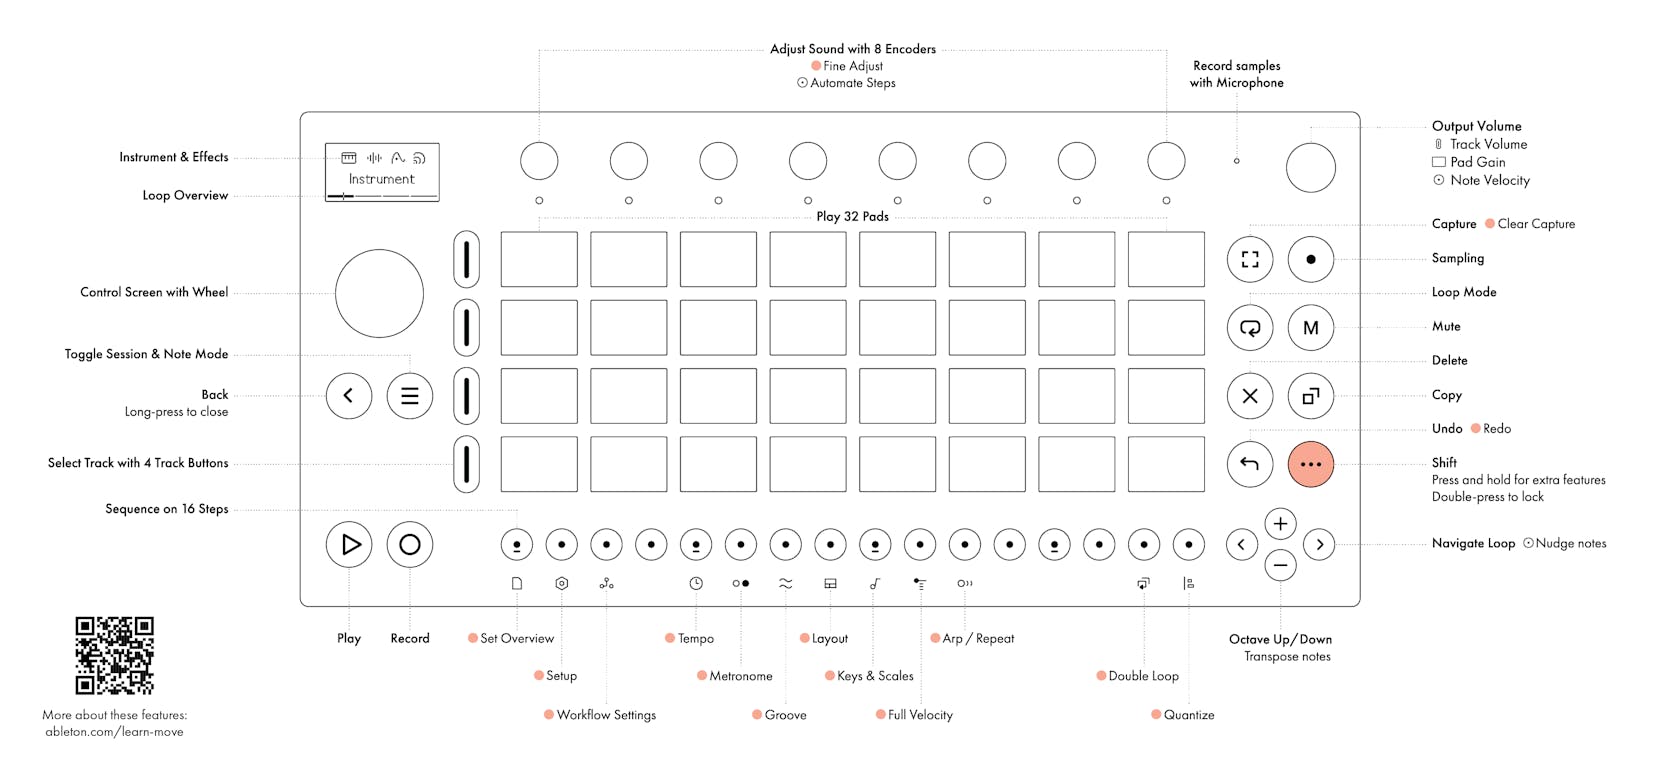 Adjust Sound with 8 Encoders
Fine Adjust
Automate Steps
Record samples
with Microphone
Output Volume
Track Volume
Pad Gain
Note Velocity
Instrument & Effects
Instrument
Loop Overview
Play 32 Pads
Capture Clear Capture
Sampling
Control Screen with Wheel
Loop Mode
Mute
M
Toggle Session & Note Mode
Delete
Back
Long-press to close
Copy
Undo Redo
Select Track with 4 Track Buttons
Shift
Press and hold for extra features
Double-press to lock
Sequence on 16 Steps
Navigate Loop Nudge notes
Play
Record
Set Overview
Tempo
Layout
Arp / Repeat
Octave Up/Down
Transpose notes
Setup
Metronome
Keys & Scales
Double Loop
Workflow Settings
Groove
Full Velocity
Quantize
More about these features:
ableton.com/learn-move